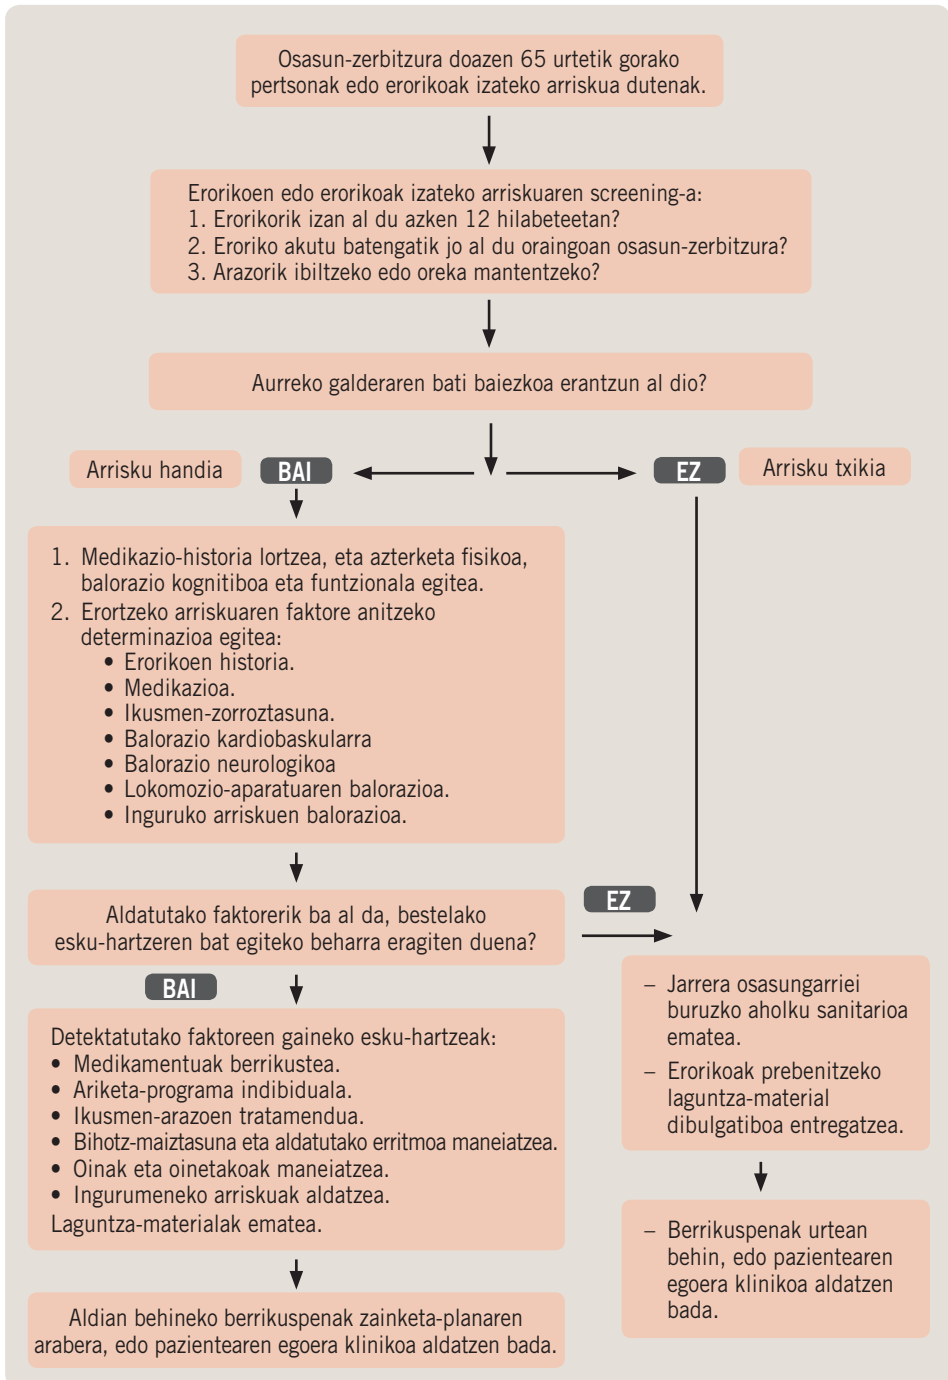 Osasun-zerbitzura doazen 65 urtetik gorako
pertsonak edo erorikoak izateko arriskua dutenak.
Erorikoen edo erorikoak izateko arriskuaren screening-a:
1. Erorikorik izan al du azken 12 hilabeteetan?
2. Eroriko akutu batengatik jo al du oraingoan osasun-zerbitzura?
3. Arazorik ibiltzeko edo oreka mantentzeko?
Aurreko galderaren bati baiezkoa erantzun al dio?
Arrisku handia BAI EZ Arrisku txikia
1. Medikazio-historia lortzea, eta azterketa fisikoa,
balorazio kognitiboa eta funtzionala egitea.
2. Erortzeko arriskuaren faktore anitzeko
determinazioa egitea:
• Erorikoen historia.
• Medikazioa.
• Ikusmen-zorroztasuna.
• Balorazio kardiobaskularra
• Balorazio neurologikoa
• Lokomozio-aparatuaren balorazioa.
• Inguruko arriskuen balorazioa.
Aldatutako faktorerik ba al da, bestelako
esku-hartzeren bat egiteko beharra eragiten duena?
EZ
BAI
Detektatutako faktoreen gaineko esku-hartzeak:
• Medikamentuak berrikustea.
• Ariketa-programa indibiduala.
• Ikusmen-arazoen tratamendua.
• Bihotz-maiztasuna eta aldatutako erritmoa maneiatzea.
• Oinak eta oinetakoak maneiatzea.
• Ingurumeneko arriskuak aldatzea.
Laguntza-materialak ematea.
Aldian behineko berrikuspenak zainketa-planaren
arabera, edo pazientearen egoera klinikoa aldatzen bada.
– Jarrera osasungarriei
buruzko aholku sanitarioa
ematea.
– Erorikoak prebenitzeko
laguntza-material
dibulgatiboa entregatzea.
– Berrikuspenak urtean
behin, edo pazientearen
egoera klinikoa aldatzen
bada.